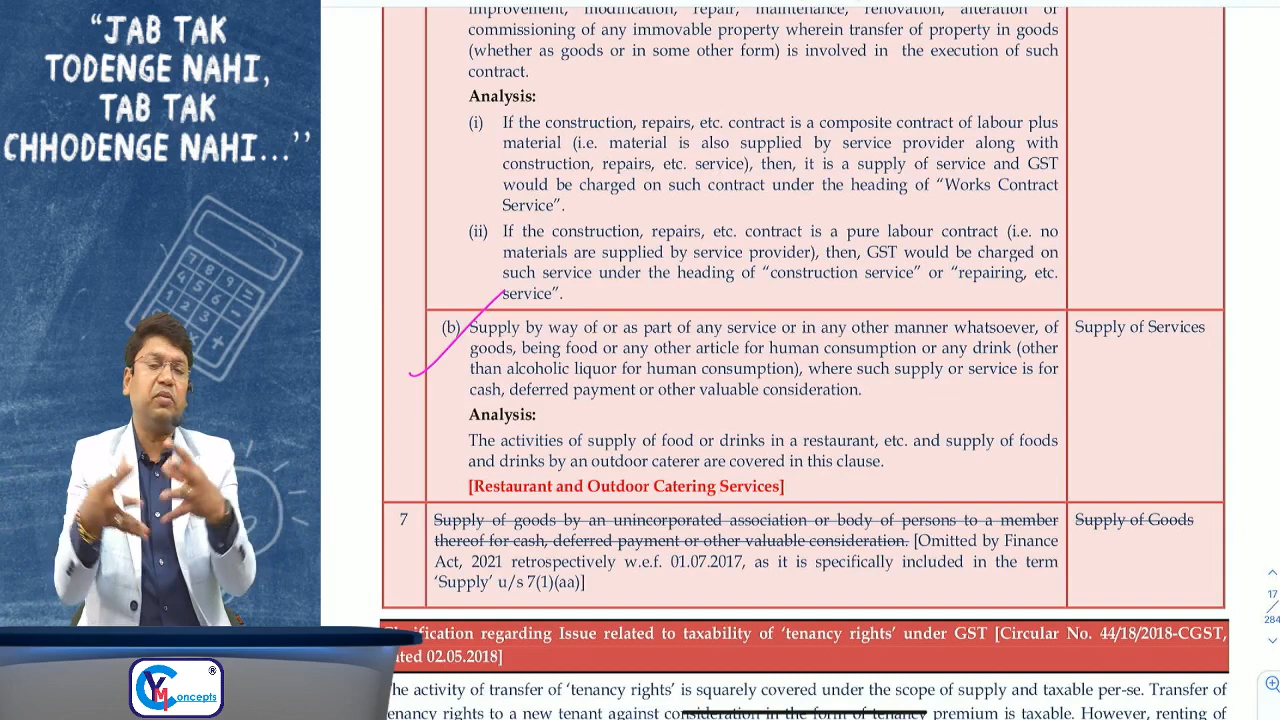 “JAB TAK
TODENGE NAHI,
TAB TAK
CHHODENGE NAHI...’’
improvement, modification, repair, maintenance, renovation, alteration or
commissioning of any immovable property wherein transfer of property in goods
(whether as goods or in some other form) is involved in the execution of such
contract.
Analysis:
(i) If the construction, repairs, etc. contract is a composite contract of labour plus
material (i.e. material is also supplied by service provider along with
construction, repairs, etc. service), then, it is a supply of service and GST
would be charged on such contract under the heading of “Works Contract
Service”.
(ii) If the construction, repairs, etc. contract is a pure labour contract (i.e. no
materials are supplied by service provider), then, GST would be charged on
such service under the heading of “construction service” or “repairing, etc.
service”.
(b) Supply by way of or as part of any service or in any other manner whatsoever, of
goods, being food or any other article for human consumption or any drink (other
than alcoholic liquor for human consumption), where such supply or service is for
cash, deferred payment or other valuable consideration.
Supply of Services
Analysis:
The activities of supply of food or drinks in a restaurant, etc. and supply of foods
and drinks by an outdoor caterer are covered in this clause.
[Restaurant and Outdoor Catering Services]
7 Supply of goods by an unincorporated association or body of persons to a member
thereof for cash, deferred payment or other valuable consideration. [Omitted by Finance
Act, 2021 retrospectively w.e.f. 01.07.2017, as it is specifically included in the term
‘Supply’ u/s 7(1)(aa)]
Supply of Goods
regarding Issue related to taxability of ‘tenancy rights’ under GST [Circular No. 44/18/2018-CGST,
02.05.2018]
The activity of transfer of ‘tenancy rights’ is squarely covered under the scope of supply and taxable per-se. Transfer of
tenancy rights to a new tenant against consideration in the form of tenancy premium is taxable. However, renting of
17
284
YM Concepts
®
7 8 9
4 5 6 =
1 2 3
+